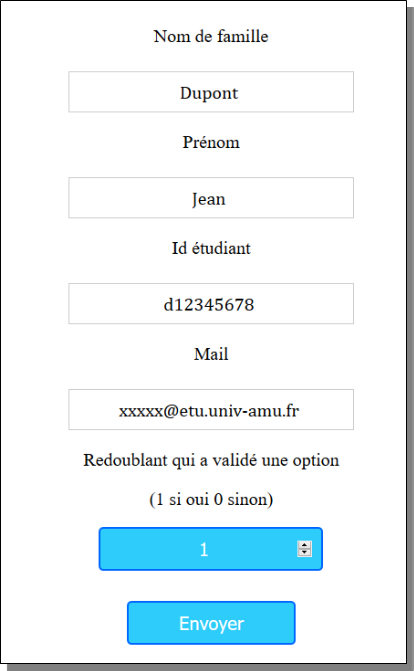 Nom de famille
Dupont
Prénom
Jean
Id étudiant
d12345678
Mail
xxxxx@etu.univ-amu.fr
Redoublant qui a validé une option
(1 si oui 0 sinon)
1
Envoyer